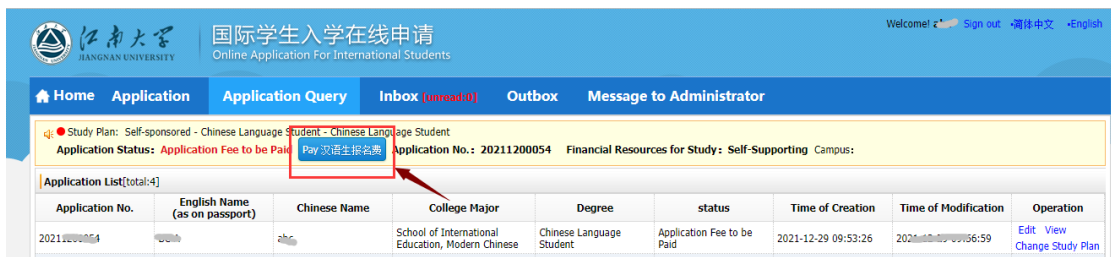 江南大学
JIANGNAN UNIVERSITY
国际学生入学在线申请
Online Application For International Students
Welcome! Sign out •简体中文 •English
Home Application Application Query Inbox [unread:0] Outbox Message to Administrator
Study Plan: Self-sponsored - Chinese Language Student - Chinese Language Student
Application Status: Application Fee to be Paid Pay 汉语生报名费 Application No.: 20211200054 Financial Resources for Study: Self-Supporting Campus:
Application List[total:4]
Application No. English Name (as on passport) Chinese Name College Major Degree status Time of Creation Time of Modification Operation
School of International Education, Modern Chinese Chinese Language Student Application Fee to be Paid 2021-12-29 09:53:26 Edit View Change Study Plan